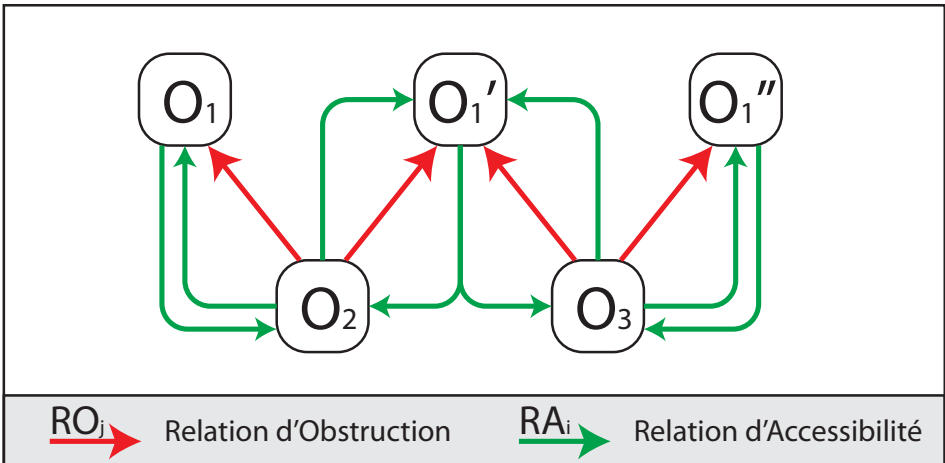 O₁ O₁′ O₁″
O₂ O₃
ROⱼ Relation d'Obstruction RAᵢ Relation d'Accessibilité